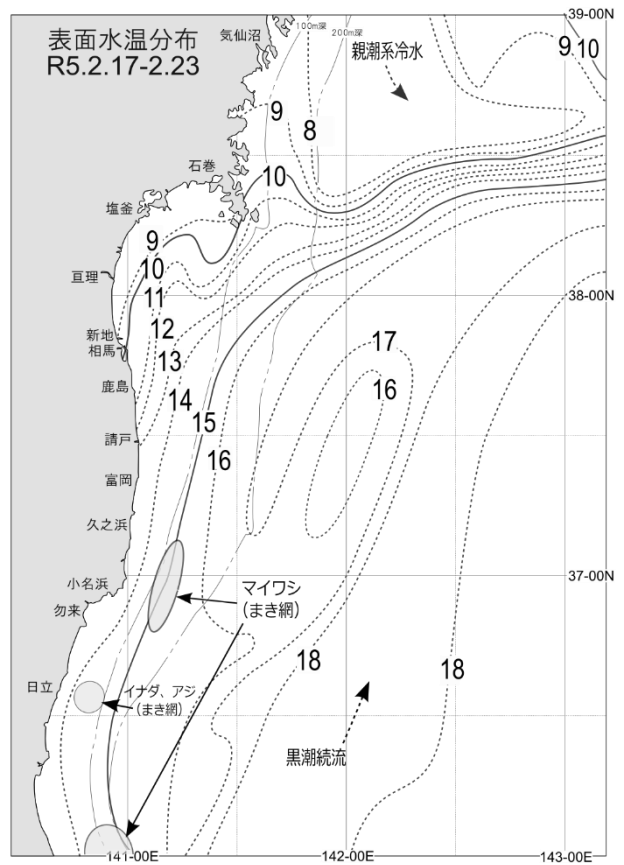 表面水温分布
R5.2.17-2.23
気仙沼
100m深
200m深
39-00N
親潮系冷水
9
10
9
8
石巻
10
塩釜
9
亘理
10
38-00N
11
新地
12
相馬
13
17
鹿島
14
16
15
請戸
16
富岡
久之浜
37-00N
小名浜
マイワシ
(まき網)
勿来
18
18
日立
イナダ、アジ
(まき網)
黒潮続流
141-00E
142-00E
143-00E